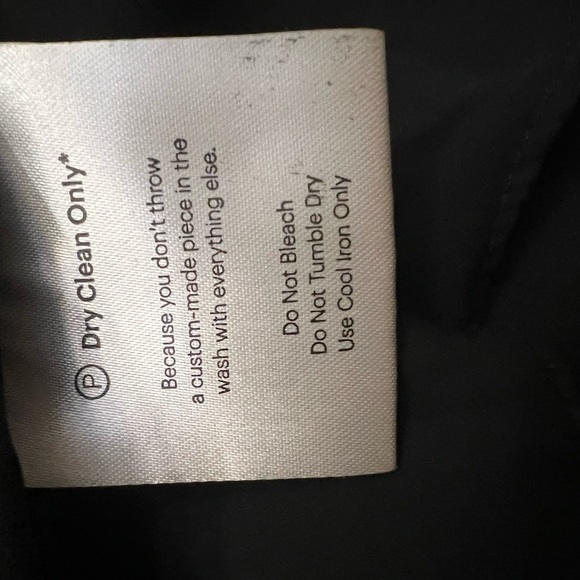 Ⓟ Dry Clean Only*
Because you don't throw
a custom-made piece in the
wash with everything else.
Do Not Bleach
Do Not Tumble Dry
Use Cool Iron Only